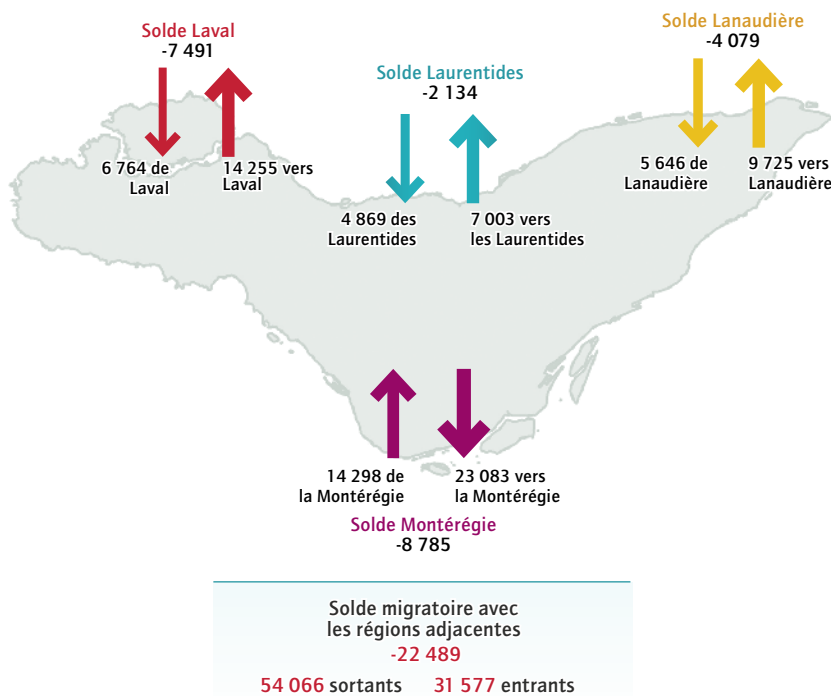 Solde Laval
-7 491
6 764 de
Laval
14 255 vers
Laval
Solde Laurentides
-2 134
4 869 des
Laurentides
7 003 vers
les Laurentides
Solde Lanaudière
-4 079
5 646 de
Lanaudière
9 725 vers
Lanaudière
14 298 de
la Montérégie
23 083 vers
la Montérégie
Solde Montérégie
-8 785
Solde migratoire avec
les régions adjacentes
-22 489
54 066 sortants 31 577 entrants